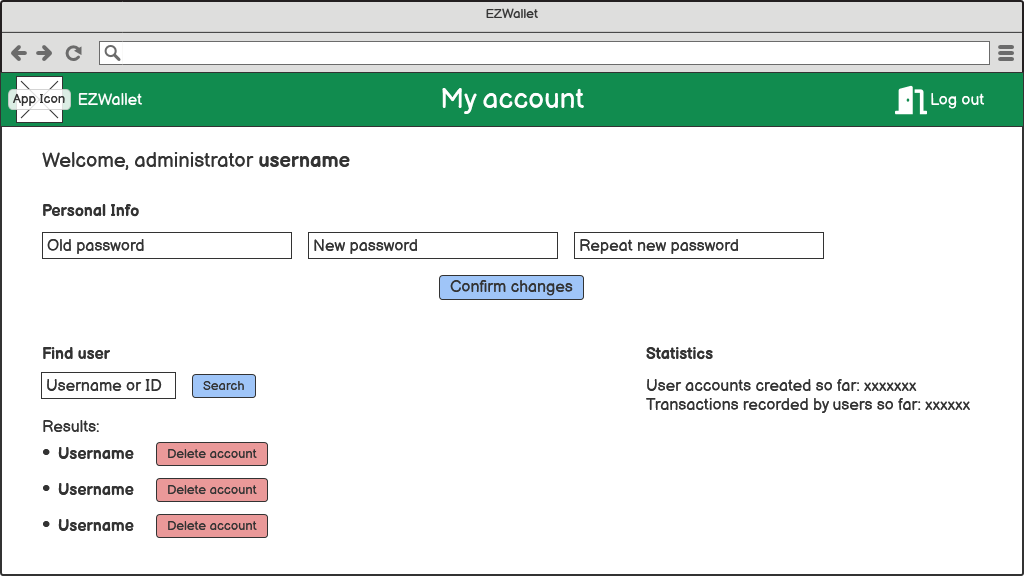 EZWallet
App Icon EZWallet My account Log out
Welcome, administrator username
Personal Info
Old password New password Repeat new password
Confirm changes
Find user
Username or ID Search
Results:
• Username Delete account
• Username Delete account
• Username Delete account
Statistics
User accounts created so far: xxxxxxx
Transactions recorded by users so far: xxxxxx